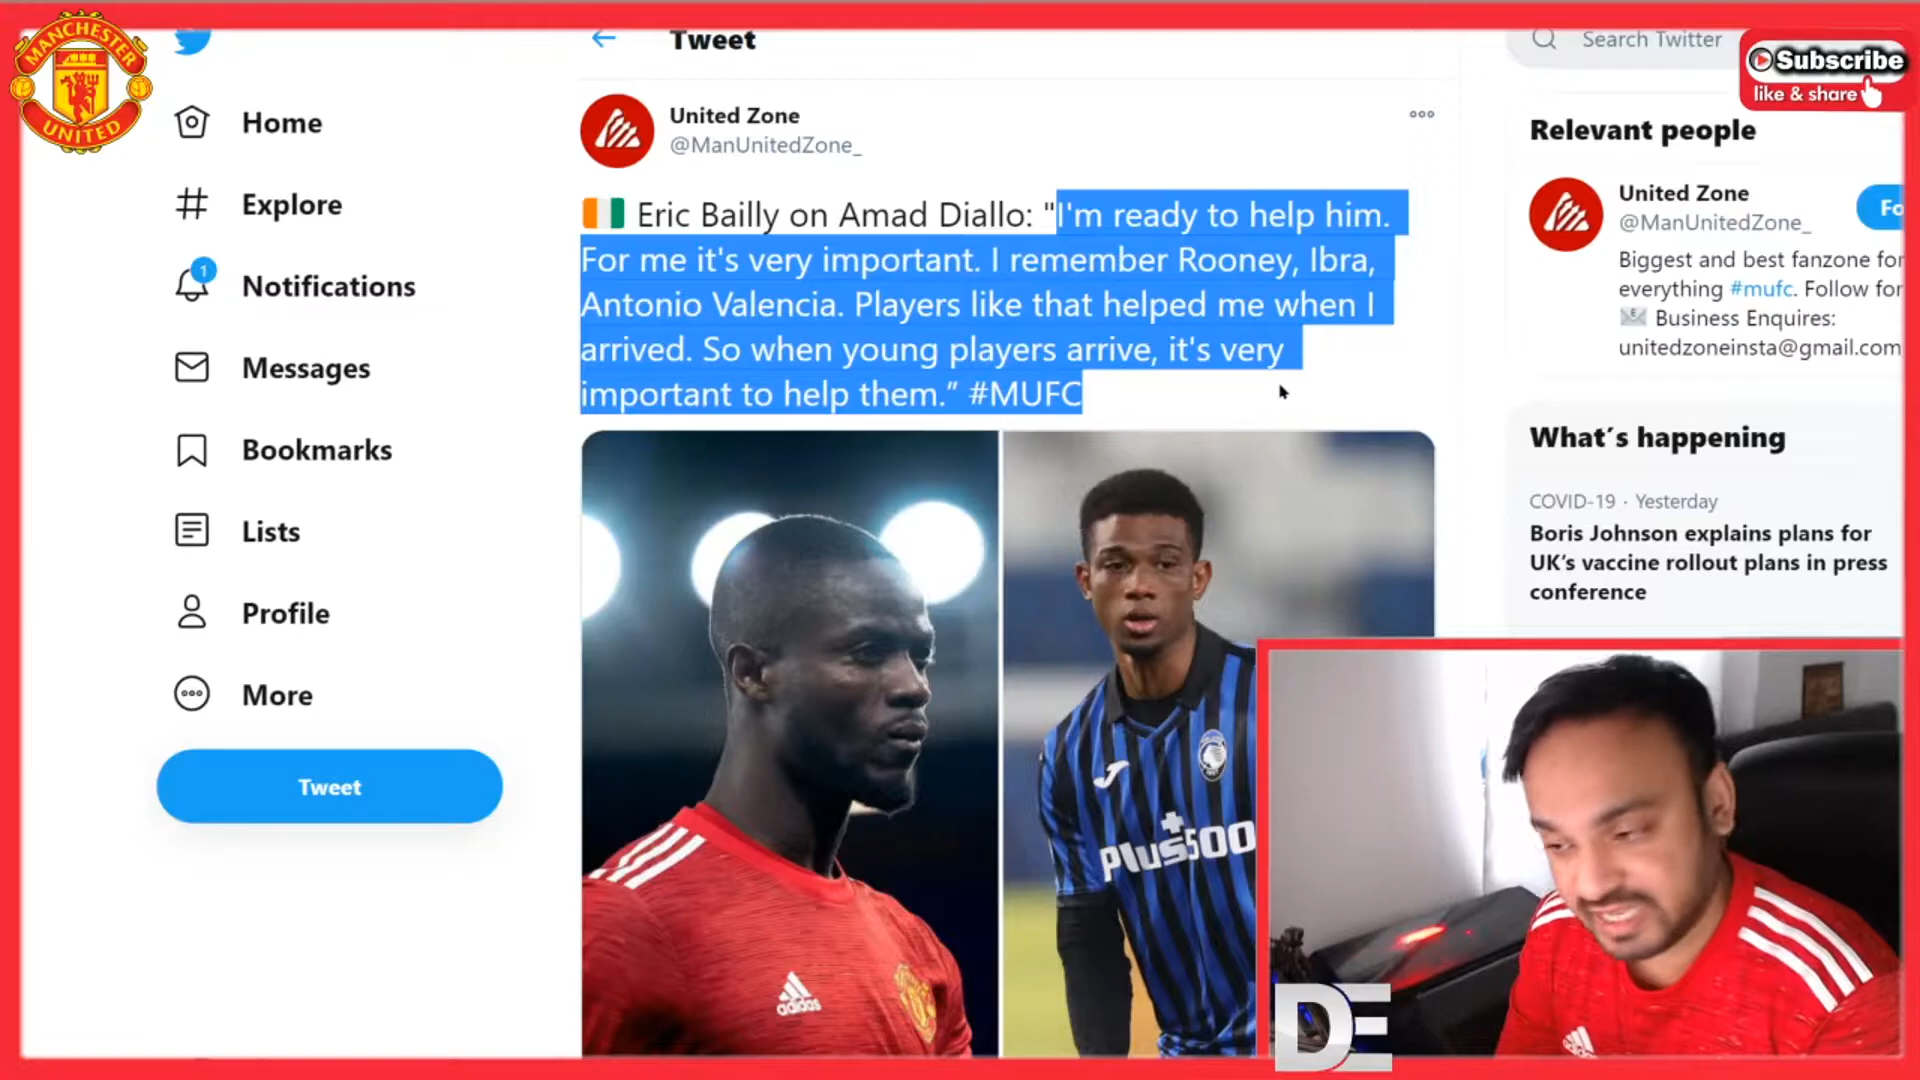 MANCHESTER
UNITED
Home
Explore
1
Notifications
Messages
Bookmarks
Lists
Profile
More
Tweet
Tweet
United Zone
@ManUnitedZone_
Eric Bailly on Amad Diallo: "I'm ready to help him.
For me it's very important. I remember Rooney, Ibra,
Antonio Valencia. Players like that helped me when I
arrived. So when young players arrive, it's very
important to help them.” #MUFC
adidas
Plus500
Search Twitter
Subscribe
like & share
Relevant people
United Zone
@ManUnitedZone_
Fo
Biggest and best fanzone for
everything #mufc. Follow for
Business Enquires:
unitedzoneinsta@gmail.com
What's happening
COVID-19 · Yesterday
Boris Johnson explains plans for
UK's vaccine rollout plans in press
conference
DE